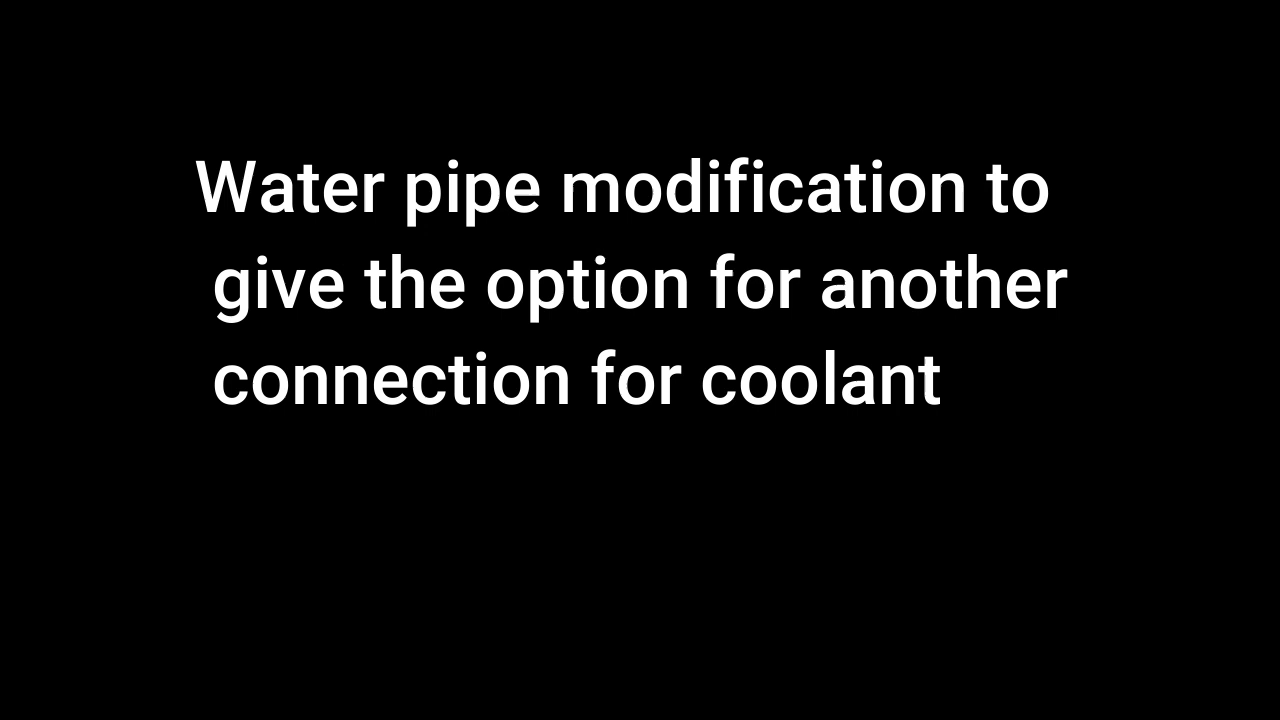 Water pipe modification to
give the option for another
connection for coolant